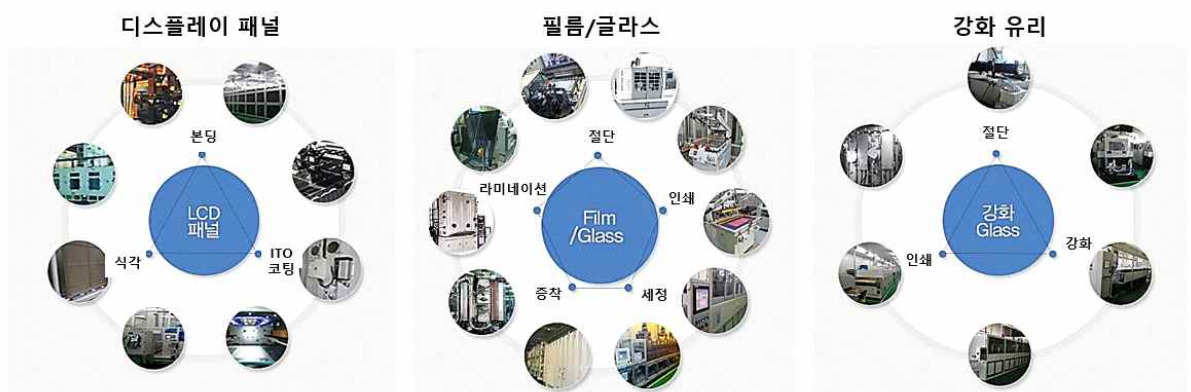 디스플레이 패널
본딩
LCD
패널
식각
ITO
코팅
필름/글라스
절단
라미네이션
인쇄
Film
/Glass
증착
세정
강화 유리
절단
강화
Glass
인쇄
강화